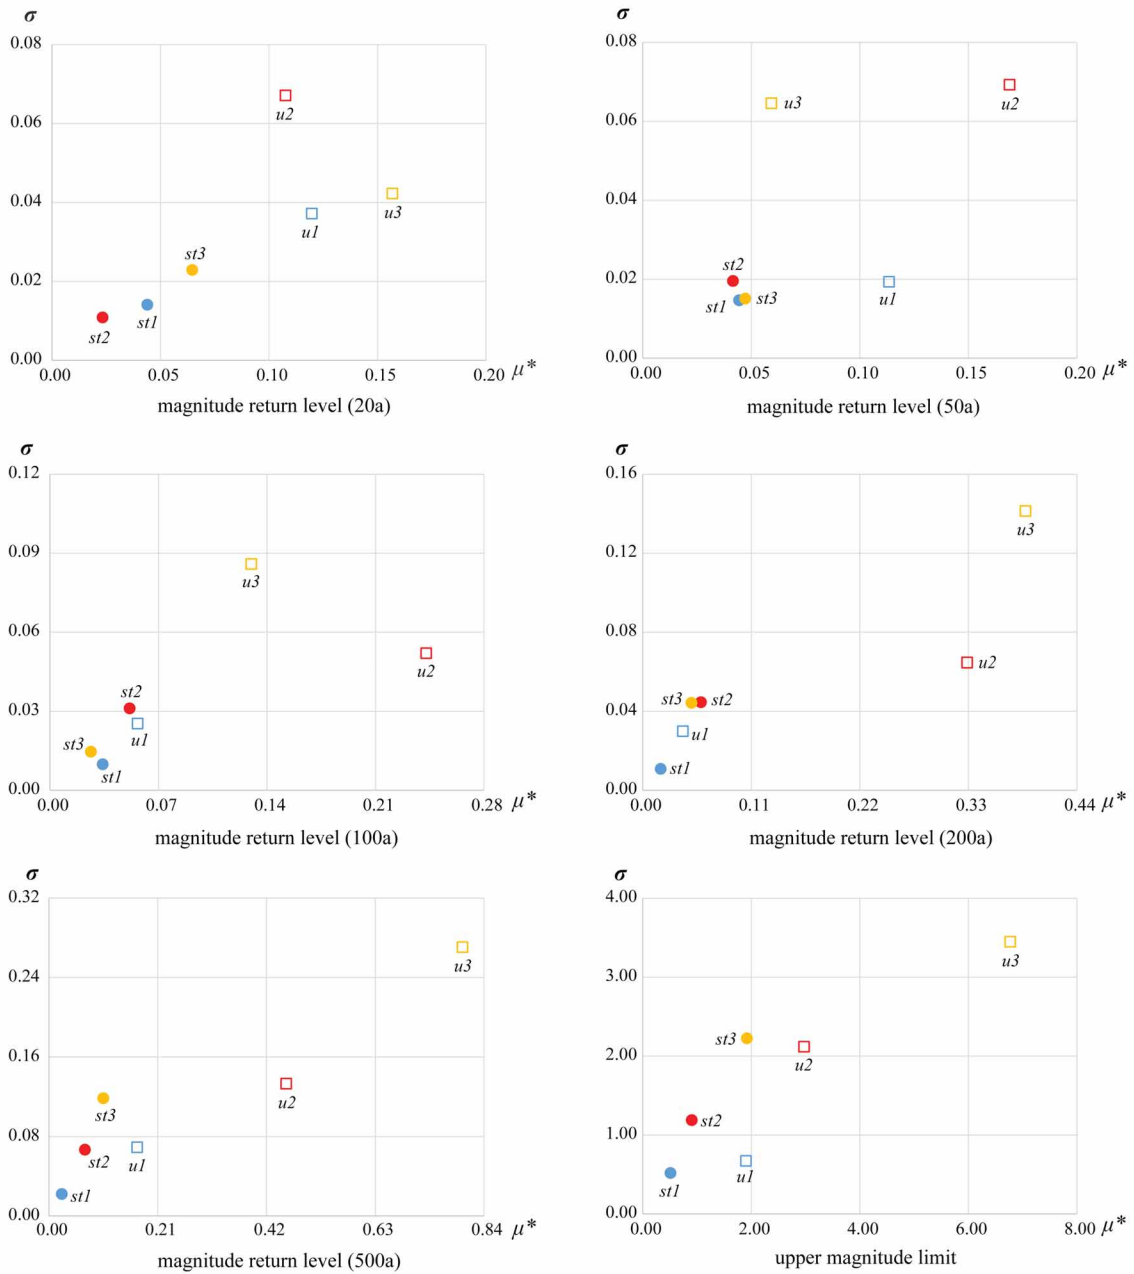 σ
0.08
0.06
0.04
0.02
0.00
u2
u3
u1
st3
st1
st2
0.00 0.05 0.10 0.15 0.20 μ*
magnitude return level (20a)
σ
0.08
0.06
0.04
0.02
0.00
u2
u3
st2
u1
st1
st3
0.00 0.05 0.10 0.15 0.20 μ*
magnitude return level (50a)
σ
0.12
0.09
0.06
0.03
0.00
u3
u2
st2
u1
st3
st1
0.00 0.07 0.14 0.21 0.28 μ*
magnitude return level (100a)
σ
0.16
0.12
0.08
0.04
0.00
u3
u2
st3
st2
u1
st1
0.00 0.11 0.22 0.33 0.44 μ*
magnitude return level (200a)
σ
0.32
0.24
0.16
0.08
0.00
u3
u2
st3
st2
u1
st1
0.00 0.21 0.42 0.63 0.84 μ*
magnitude return level (500a)
σ
4.00
3.00
2.00
1.00
0.00
u3
st3
u2
st2
u1
st1
0.00 2.00 4.00 6.00 8.00 μ*
upper magnitude limit